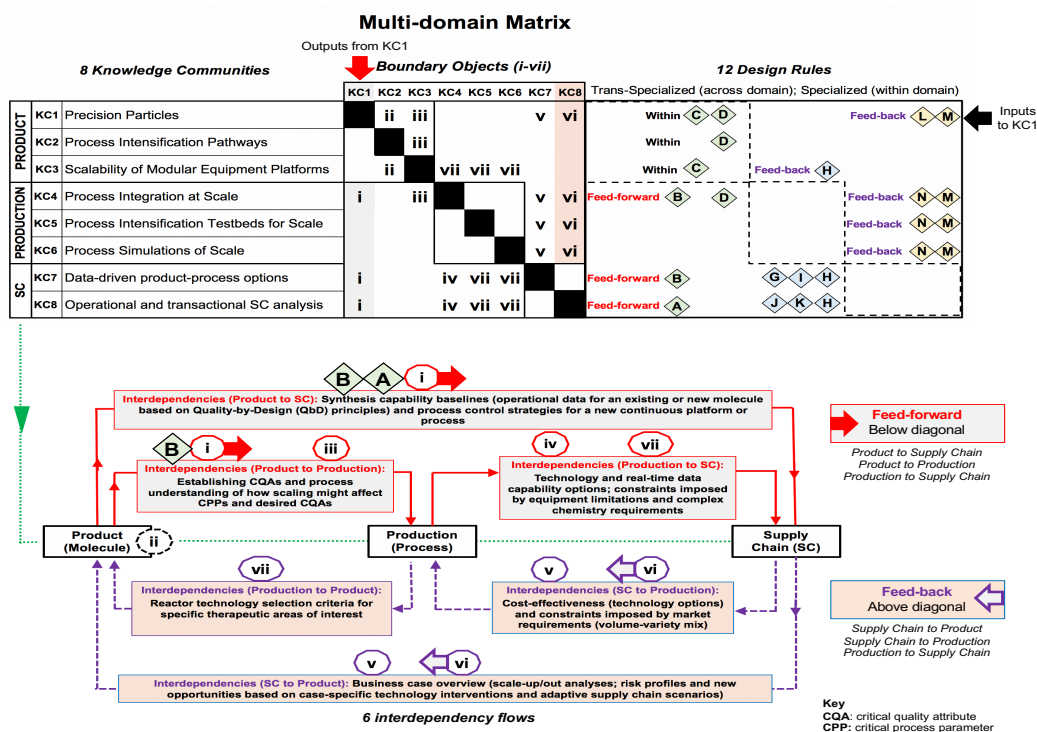 Multi-domain Matrix
Outputs from KC1
8 Knowledge Communities
Boundary Objects (i-vii)
12 Design Rules
KC1 KC2 KC3 KC4 KC5 KC6 KC7 KC8
Trans-Specialized (across domain); Specialized (within domain)
PRODUCT
KC1 Precision Particles ii iii v vi Within C D Feed-back L M
Inputs
to KC1
KC2 Process Intensification Pathways iii Within D
KC3 Scalability of Modular Equipment Platforms ii vii vii vii Within C Feed-back H
PRODUCTION
KC4 Process Integration at Scale i iii v vi Feed-forward B D Feed-back N M
KC5 Process Intensification Testbeds for Scale v vi Feed-back N M
KC6 Process Simulations of Scale v vi Feed-back N M
SC
KC7 Data-driven product-process options i iv vii vii Feed-forward B G I H
KC8 Operational and transactional SC analysis i iv vii vii Feed-forward A J K H
B A i
Interdependencies (Product to SC): Synthesis capability baselines (operational data for an existing or new molecule
based on Quality-by-Design (QbD) principles) and process control strategies for a new continuous platform or
process
B i iii
Interdependencies (Product to Production):
Establishing CQAs and process
understanding of how scaling might affect
CPPs and desired CQAs
iv vii
Interdependencies (Production to SC):
Technology and real-time data
capability options; constraints imposed
by equipment limitations and complex
chemistry requirements
Feed-forward
Below diagonal
Product to Supply Chain
Product to Production
Production to Supply Chain
Product
(Molecule)
ii
Production
(Process)
Supply
Chain (SC)
vii
Interdependencies (Production to Product):
Reactor technology selection criteria for
specific therapeutic areas of interest
v vi
Interdependencies (SC to Production):
Cost-effectiveness (technology options)
and constraints imposed by market
requirements (volume-variety mix)
Feed-back
Above diagonal
Supply Chain to Product
Supply Chain to Production
Production to Supply Chain
v vi
Interdependencies (SC to Product): Business case overview (scale-up/out analyses; risk profiles and new
opportunities based on case-specific technology interventions and adaptive supply chain scenarios)
6 interdependency flows
Key
CQA: critical quality attribute
CPP: critical process parameter